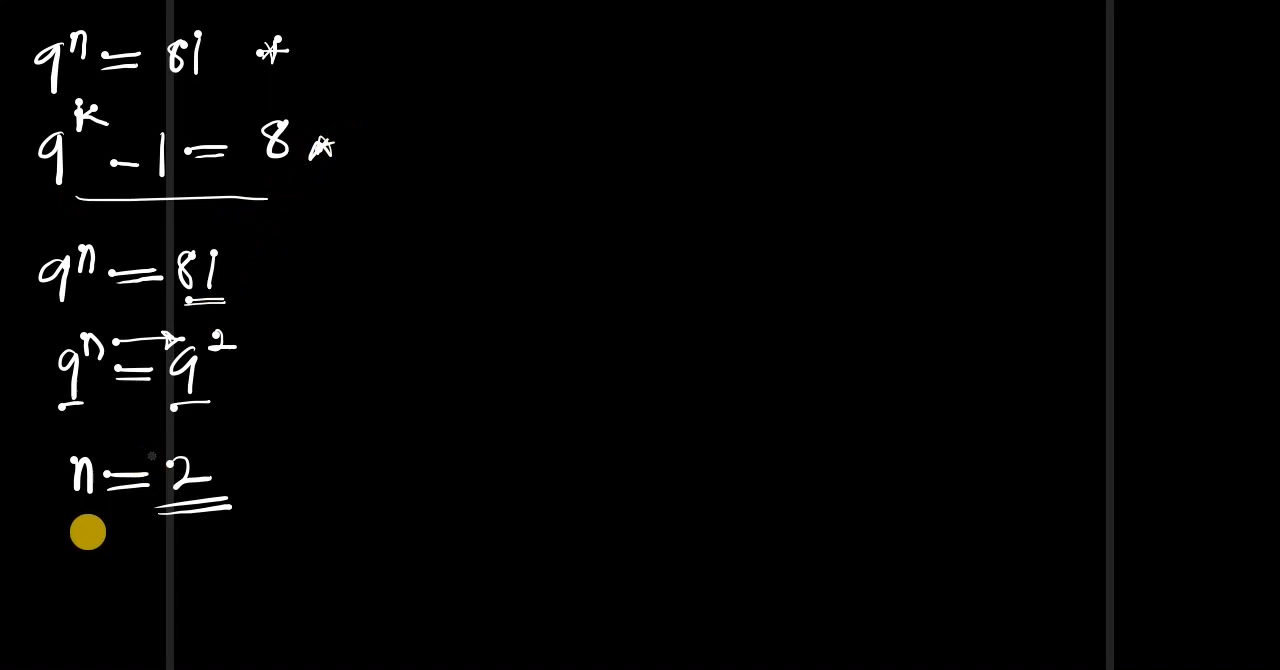 9ⁿ = 81 *
9ᵏ - 1 = 8 *
9ⁿ = 81
9ⁿ = 9²
n = 2